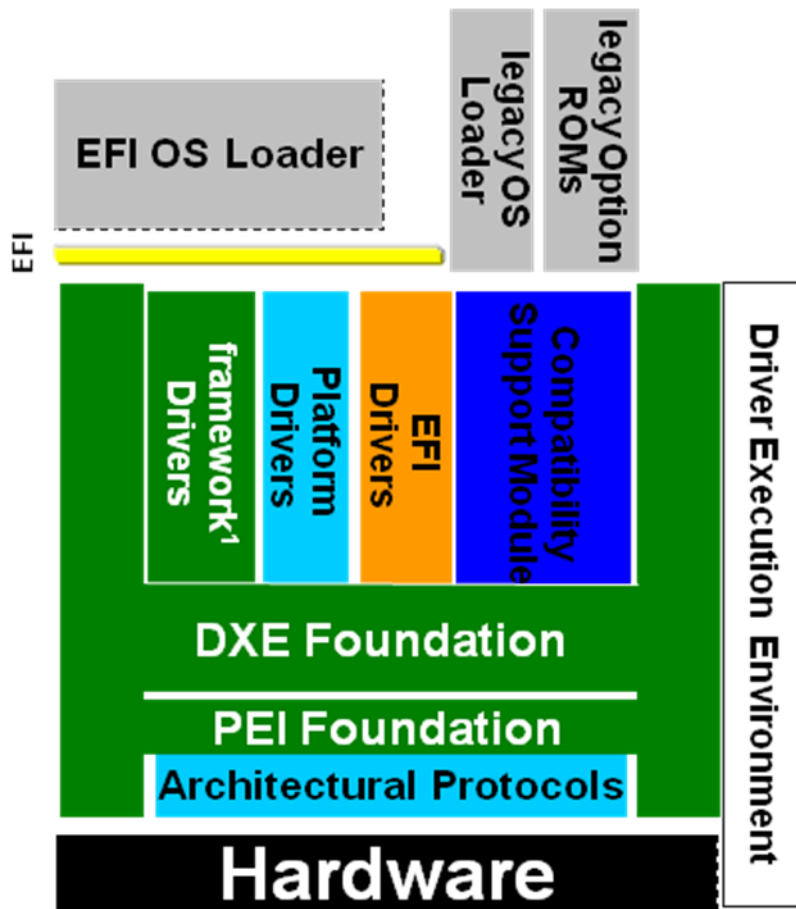 legacy Option
ROMs
legacy OS
Loader
EFI OS Loader
EFI
framework¹
Drivers
Platform
Drivers
EFI
Drivers
Compatibility
Support Module
Driver Execution Environment
DXE Foundation
PEI Foundation
Architectural Protocols
Hardware